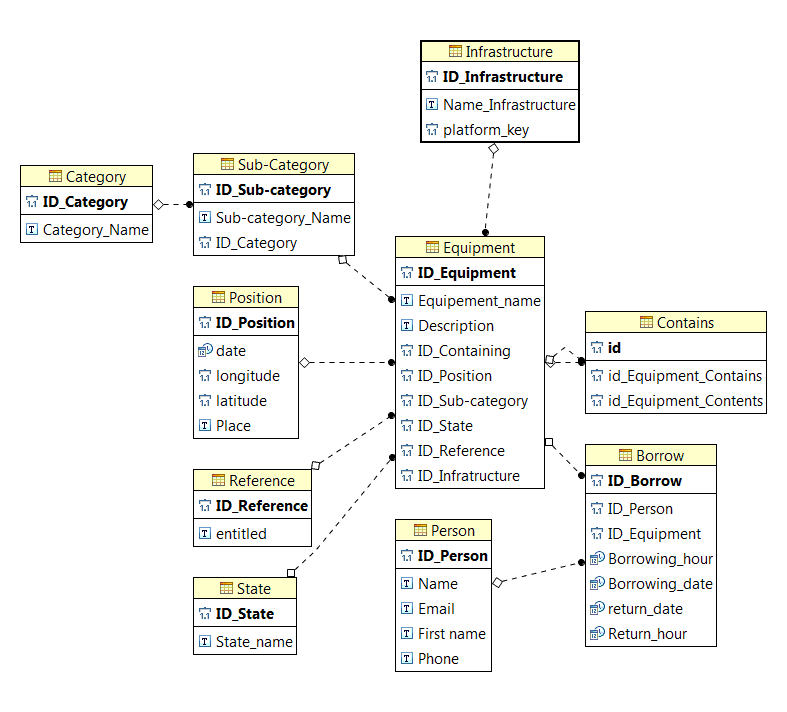 Infrastructure
ID_Infrastructure
Name_Infrastructure
platform_key
Category
ID_Category
Category_Name
Sub-Category
ID_Sub-category
Sub-category_Name
ID_Category
Equipment
ID_Equipment
Equipement_name
Description
ID_Containing
ID_Position
ID_Sub-category
ID_State
ID_Reference
ID_Infratructure
Position
ID_Position
date
longitude
latitude
Place
Contains
id
id_Equipment_Contains
id_Equipment_Contents
Reference
ID_Reference
entitled
Borrow
ID_Borrow
ID_Person
ID_Equipment
Borrowing_hour
Borrowing_date
return_date
Return_hour
Person
ID_Person
Name
Email
First name
Phone
State
ID_State
State_name